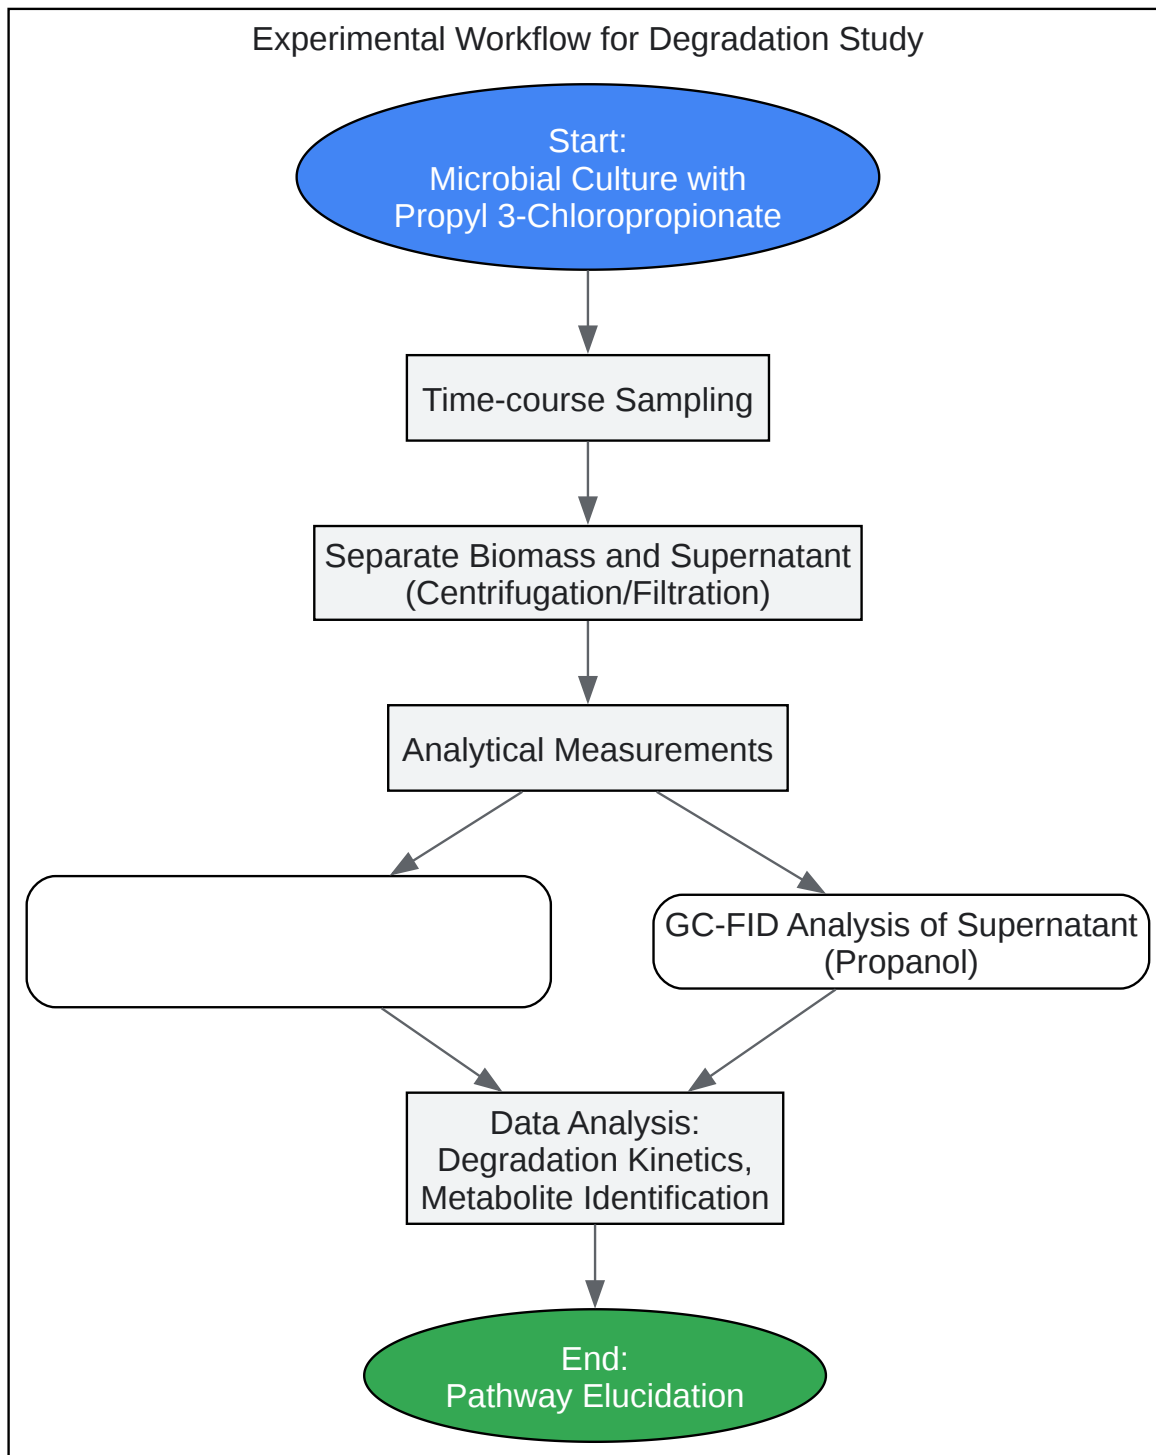 Experimental Workflow for Degradation Study
Start:
Microbial Culture with
Propyl 3-Chloropropionate
Time-course Sampling
Separate Biomass and Supernatant
(Centrifugation/Filtration)
Analytical Measurements
GC-FID Analysis of Supernatant
(Propanol)
Data Analysis:
Degradation Kinetics,
Metabolite Identification
End:
Pathway Elucidation